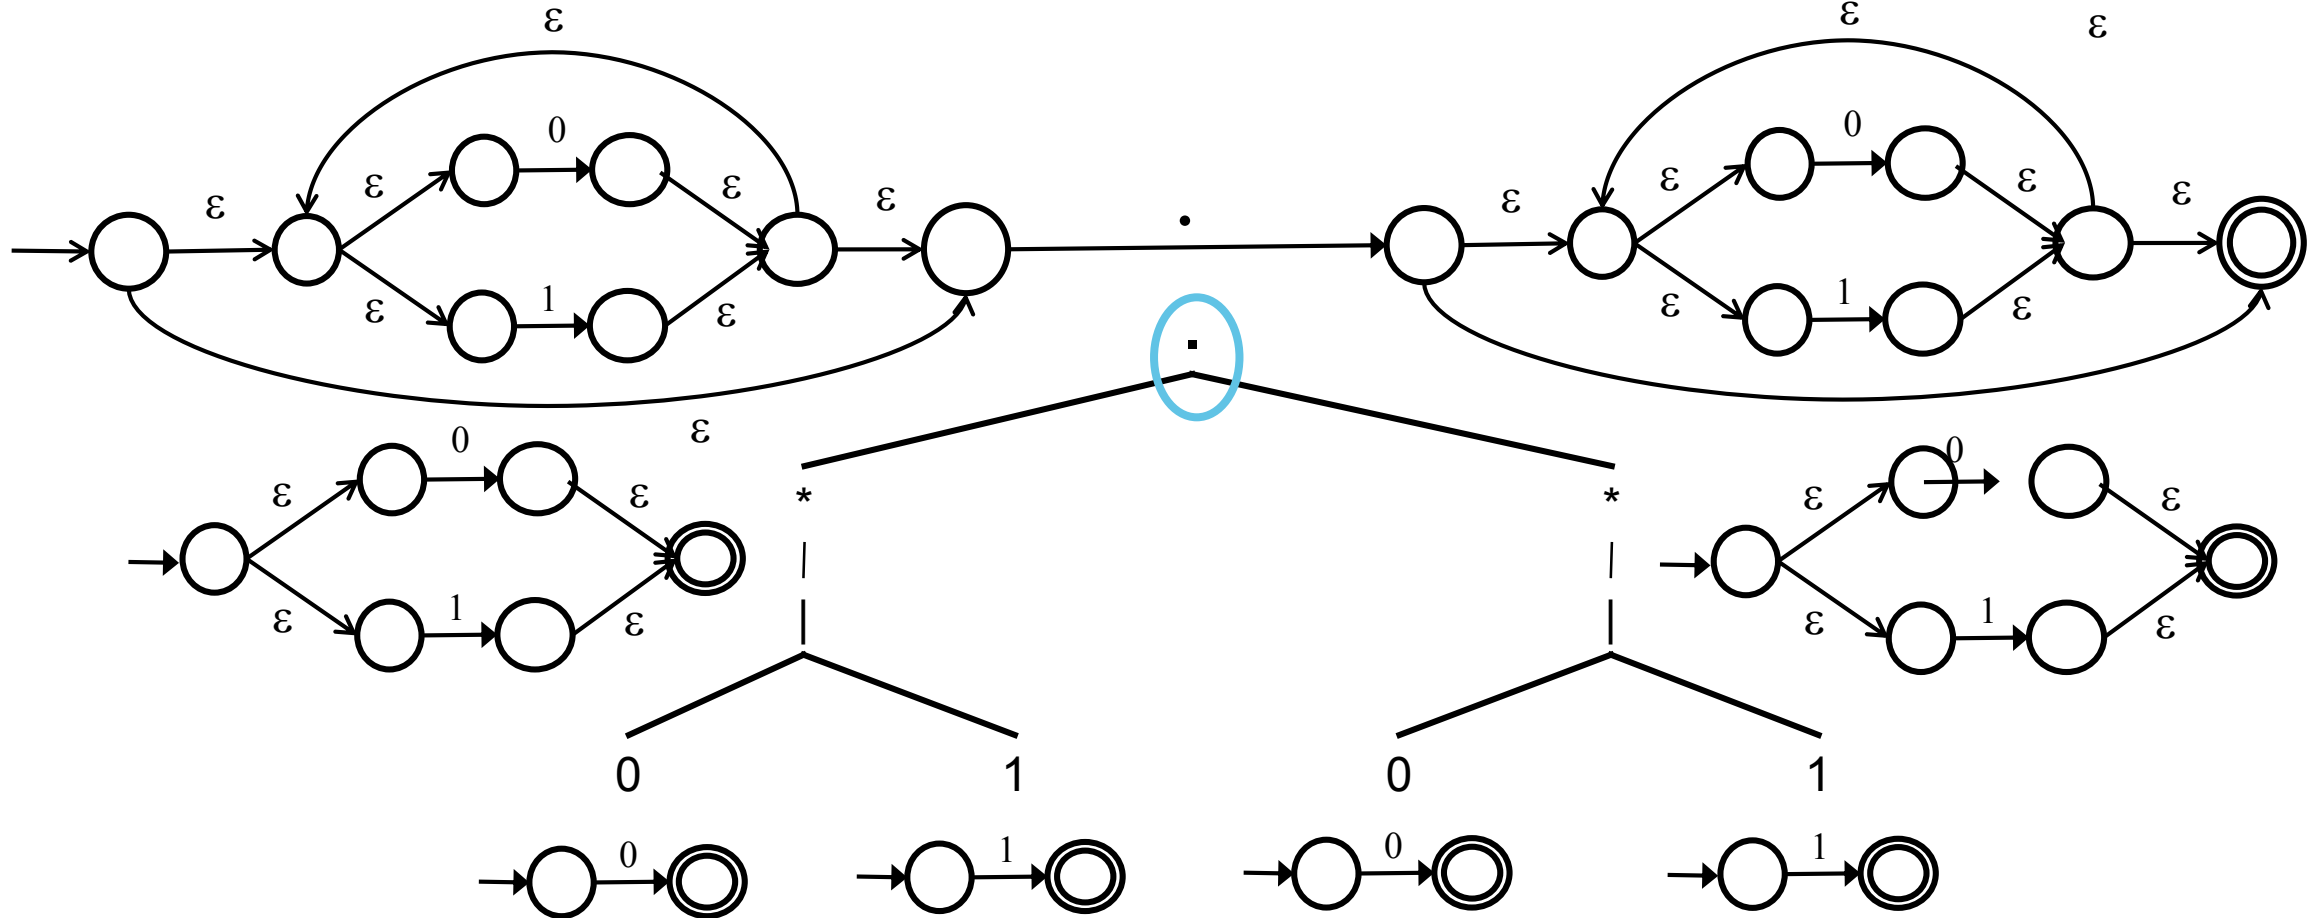 ε ε ε
0 0
ε ε ε ε
ε ε ε ε
·
1 1
ε ε ε ε
.
0 ε 0
ε ε * * ε ε
| |
1 | | 1
ε ε ε ε
0 1 0 1
0 1 0 1